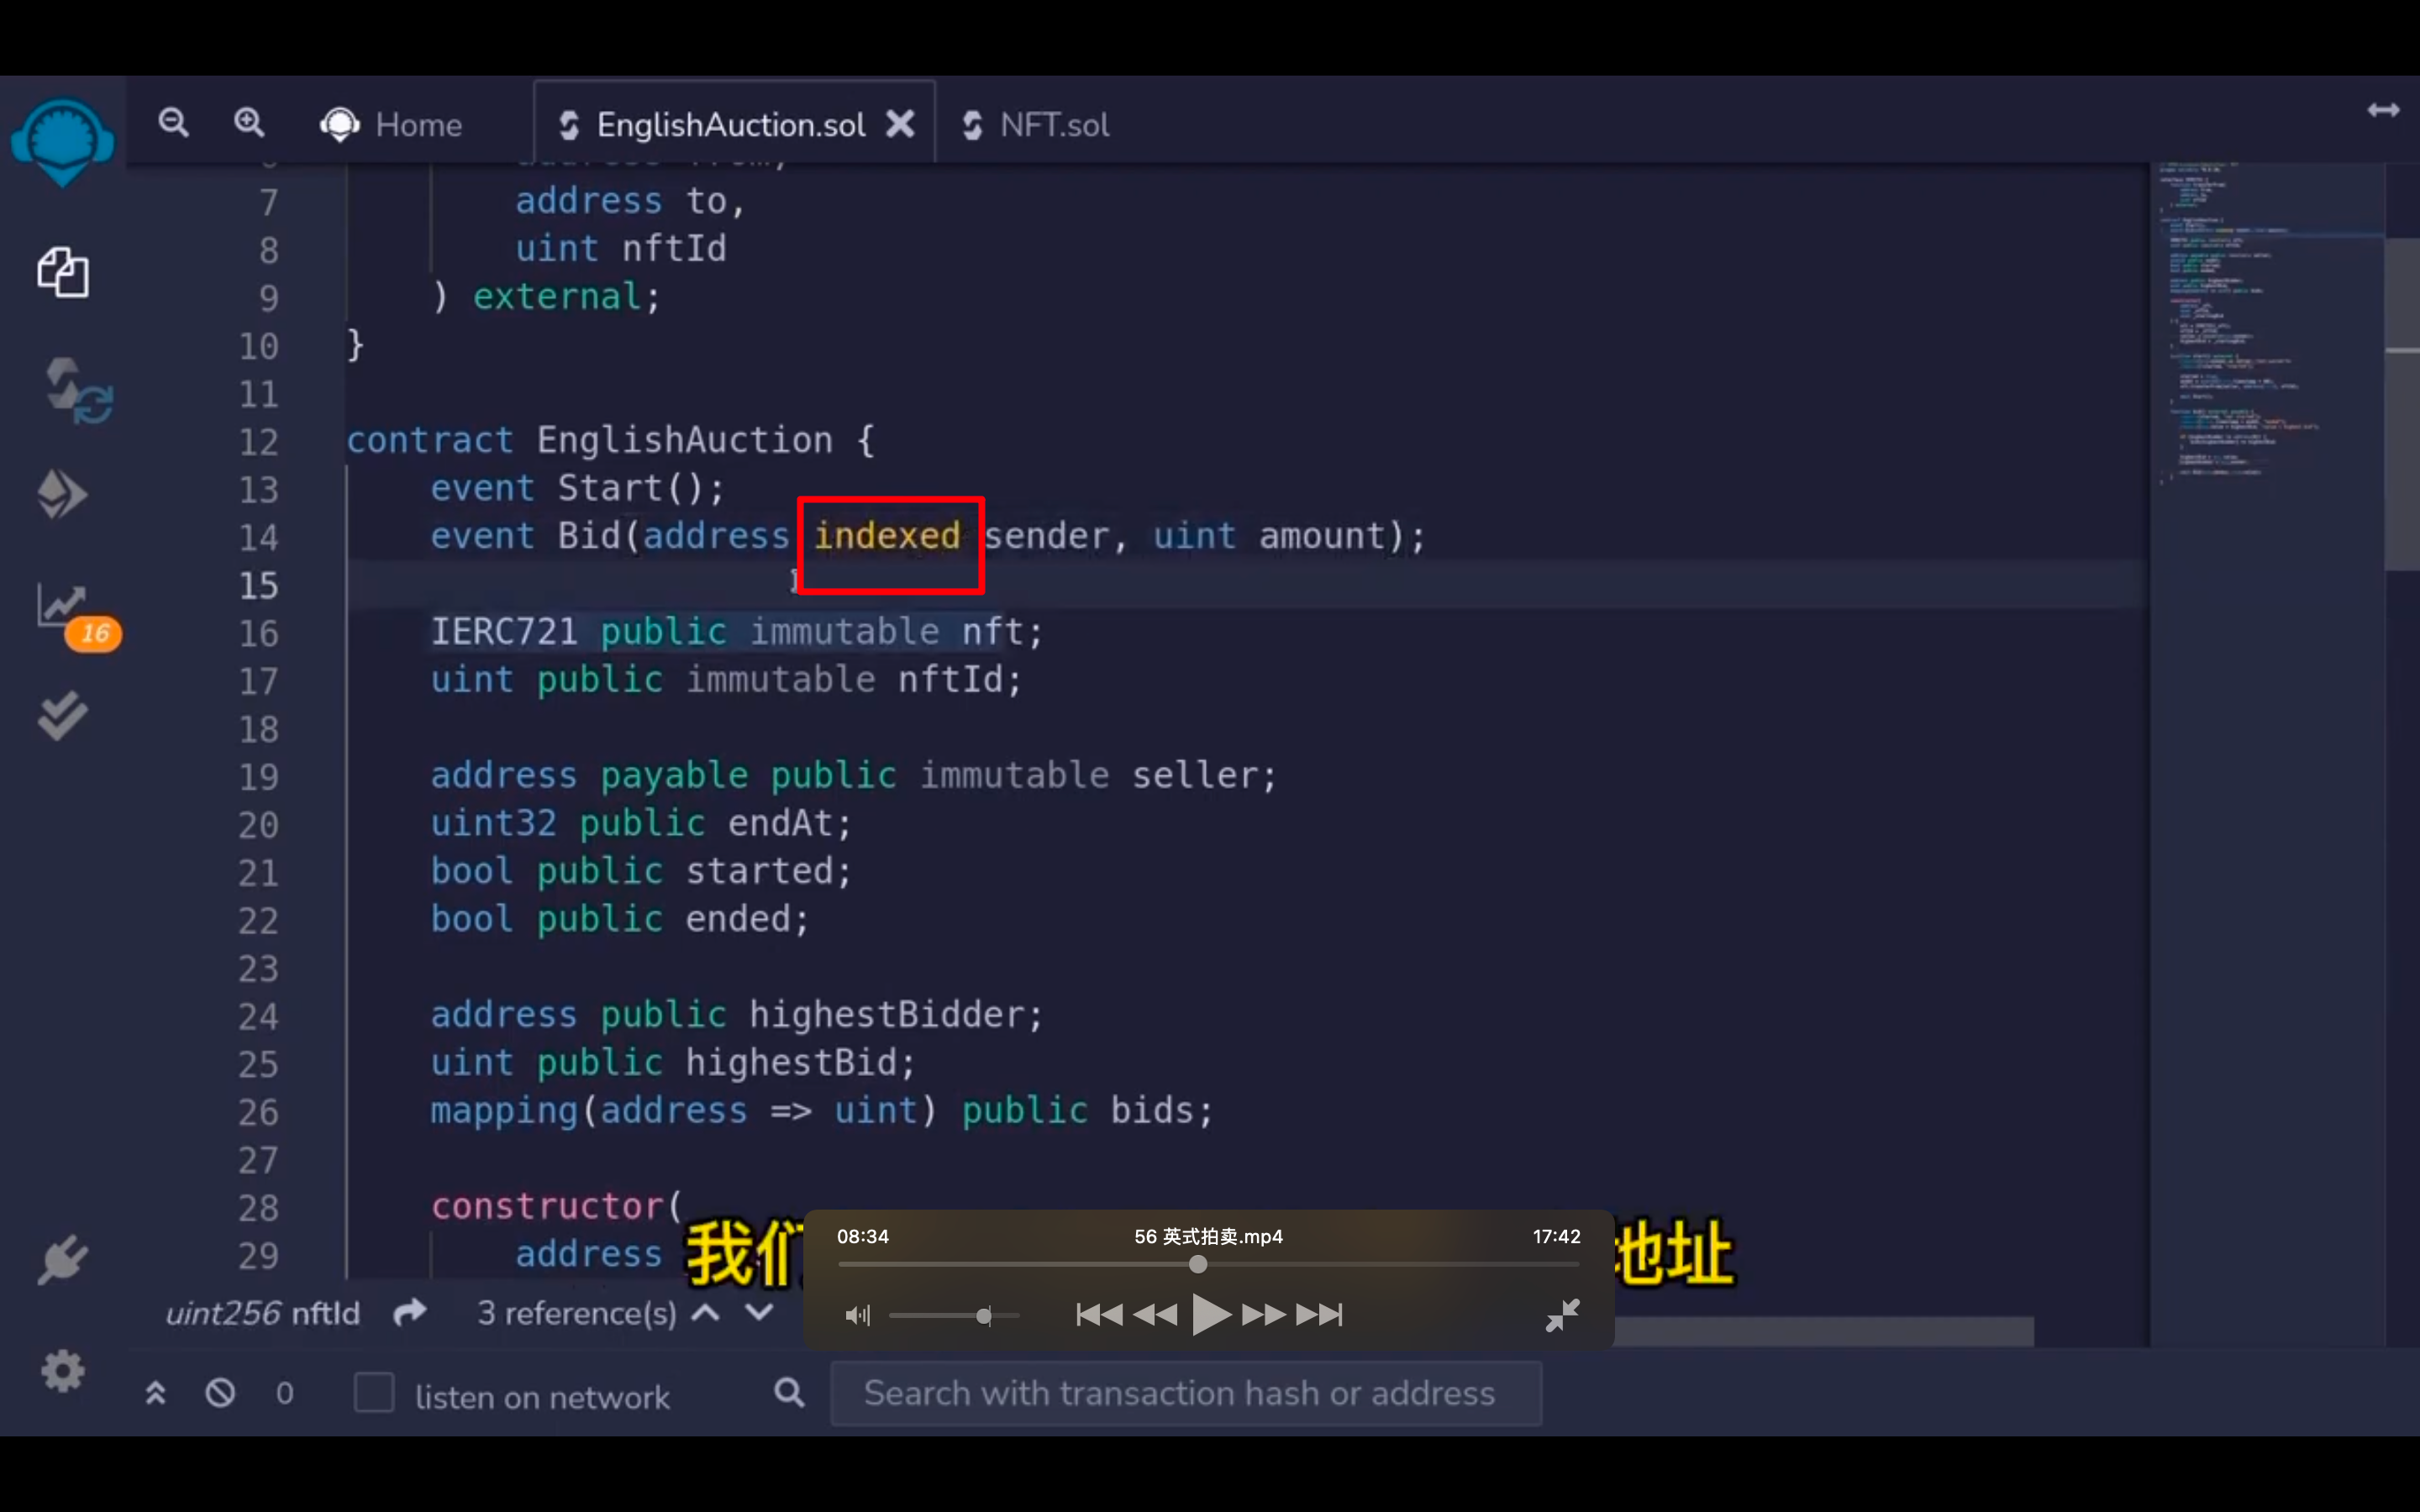 Home
EnglishAuction.sol
NFT.sol
7 address to,
8 uint nftId
9 ) external;
10 }
11
12 contract EnglishAuction {
13 event Start();
14 event Bid(address indexed sender, uint amount);
15
16 IERC721 public immutable nft;
17 uint public immutable nftId;
18
19 address payable public immutable seller;
20 uint32 public endAt;
21 bool public started;
22 bool public ended;
23
24 address public highestBidder;
25 uint public highestBid;
26 mapping(address => uint) public bids;
27
28 constructor(
29 address
16
我们
地址
08:34 56 英式拍卖.mp4 17:42
uint256 nftId 3 reference(s)
0 listen on network Search with transaction hash or address